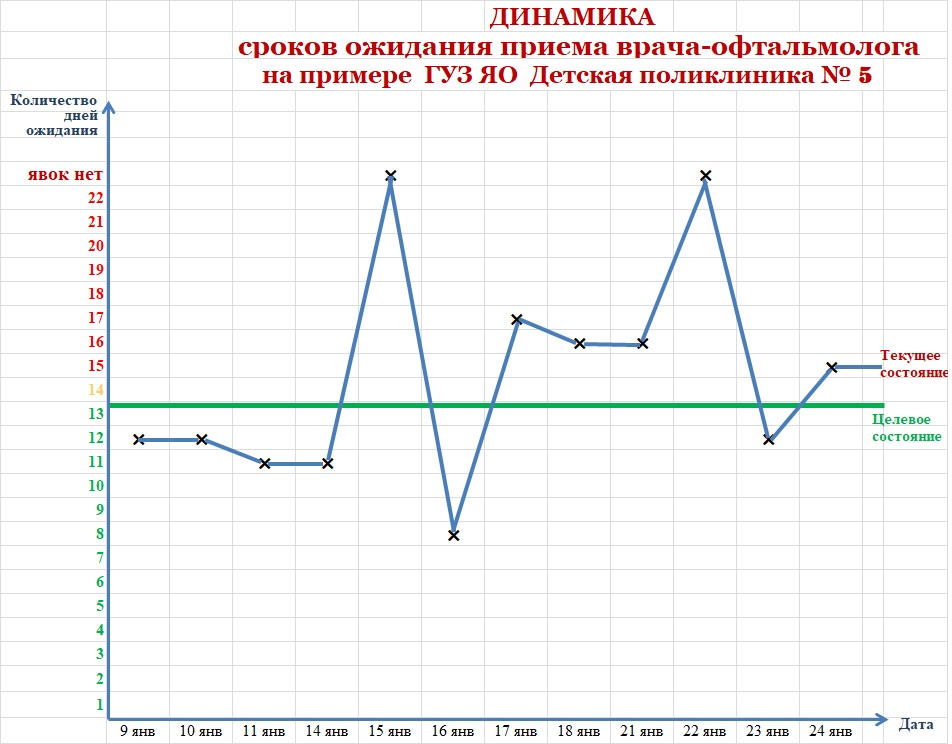 ДИНАМИКА
сроков ожидания приема врача-офтальмолога
на примере ГУЗ ЯО Детская поликлиника № 5
Количество
дней
ожидания
явок нет
22
21
20
19
18
17
16
15
14
13
12
11
10
9
8
7
6
5
4
3
2
1
Текущее
состояние
Целевое
состояние
9 янв 10 янв 11 янв 14 янв 15 янв 16 янв 17 янв 18 янв 21 янв 22 янв 23 янв 24 янв
Дата